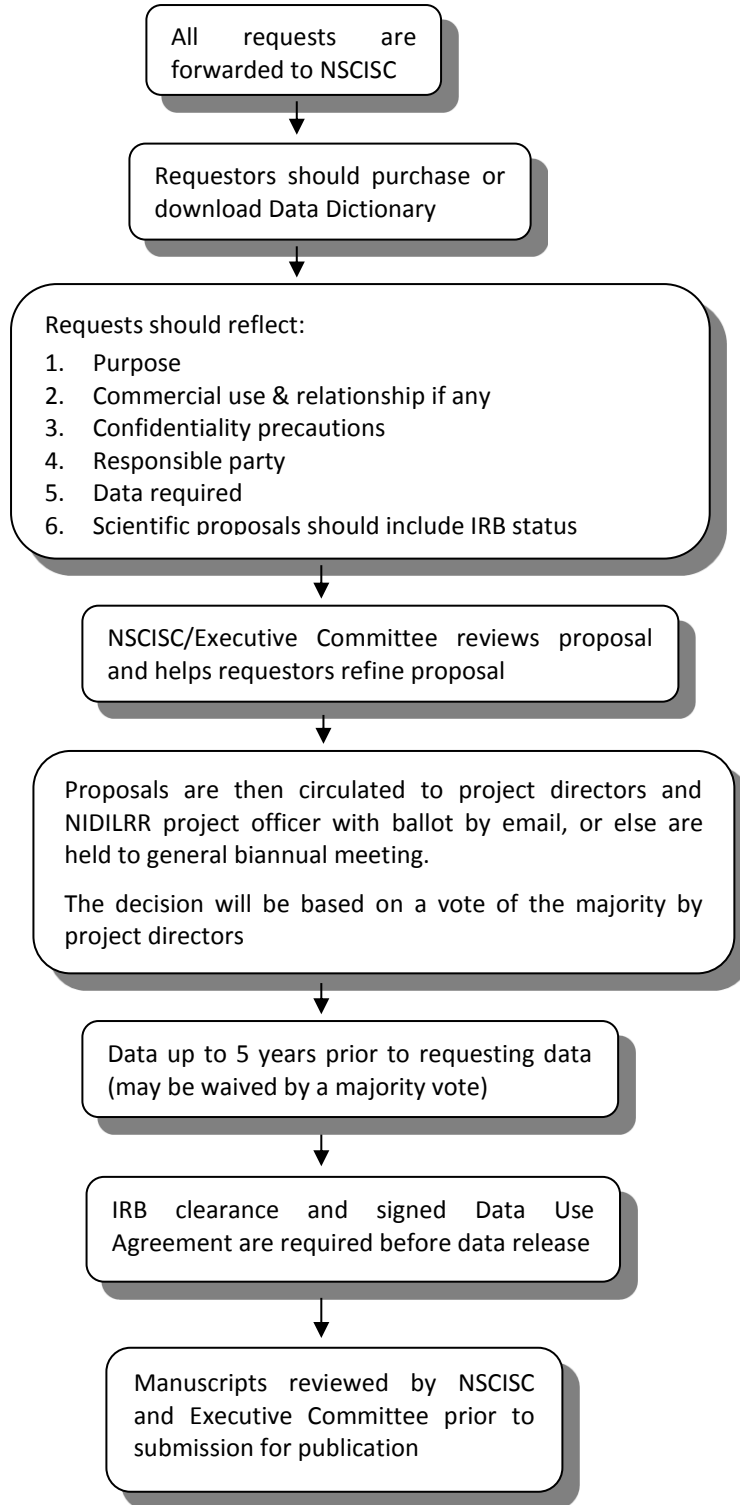 All requests are
forwarded to NSCISC
Requestors should purchase or
download Data Dictionary
Requests should reflect:
1. Purpose
2. Commercial use & relationship if any
3. Confidentiality precautions
4. Responsible party
5. Data required
6. Scientific proposals should include IRB status
NSCISC/Executive Committee reviews proposal
and helps requestors refine proposal
Proposals are then circulated to project directors and
NIDILRR project officer with ballot by email, or else are
held to general biannual meeting.
The decision will be based on a vote of the majority by
project directors
Data up to 5 years prior to requesting data
(may be waived by a majority vote)
IRB clearance and signed Data Use
Agreement are required before data release
Manuscripts reviewed by NSCISC
and Executive Committee prior to
submission for publication